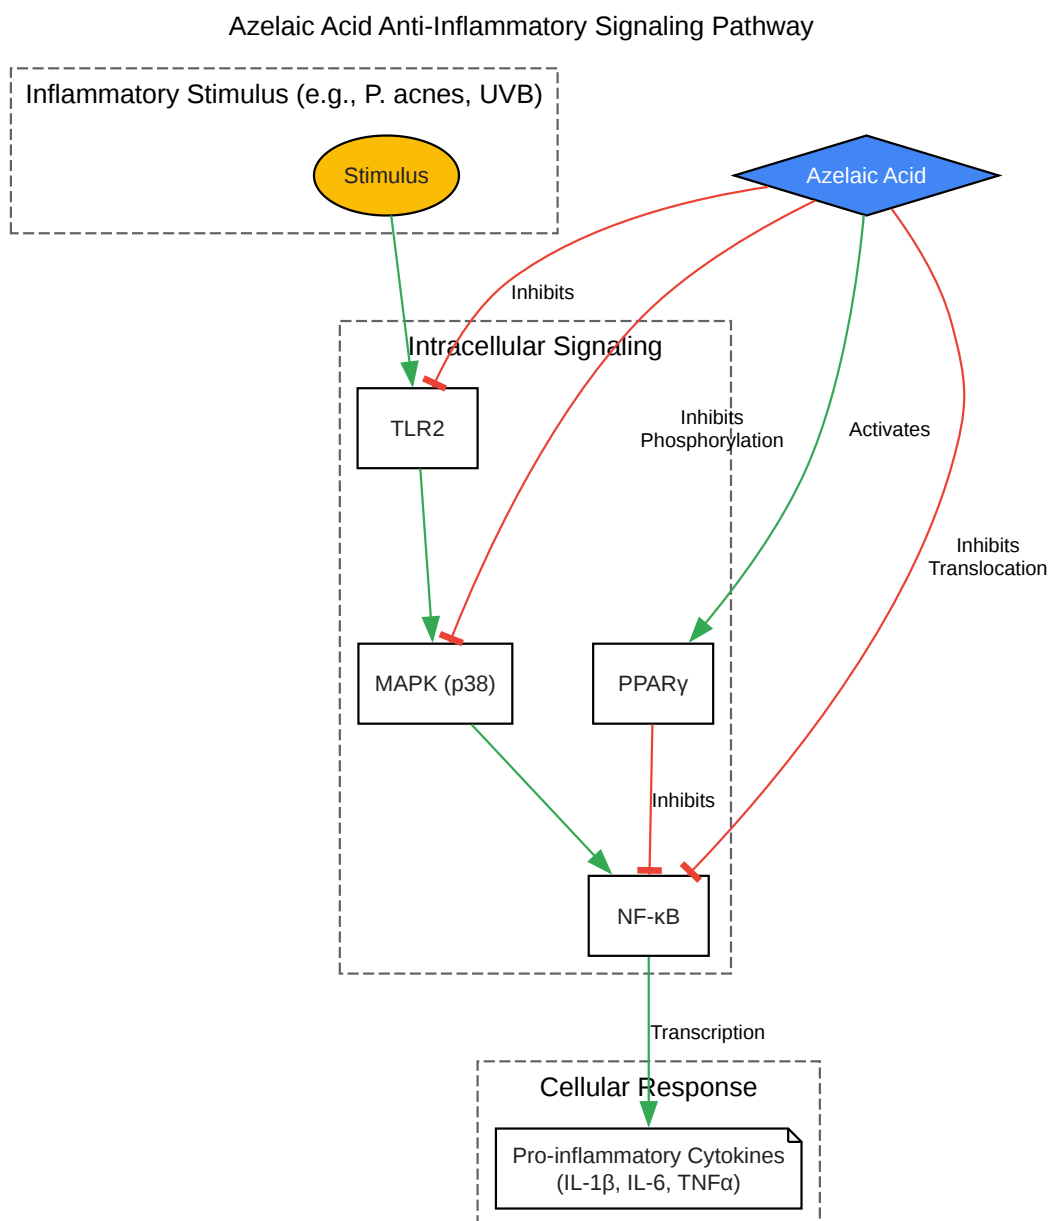 Azelaic Acid Anti-Inflammatory Signaling Pathway
Inflammatory Stimulus (e.g., P. acnes, UVB)
Stimulus
Azelaic Acid
Inhibits
Intracellular Signaling
TLR2
Inhibits
Phosphorylation
Activates
Inhibits
Translocation
MAPK (p38)
PPARγ
Inhibits
NF-κB
Transcription
Cellular Response
Pro-inflammatory Cytokines
(IL-1β, IL-6, TNFα)